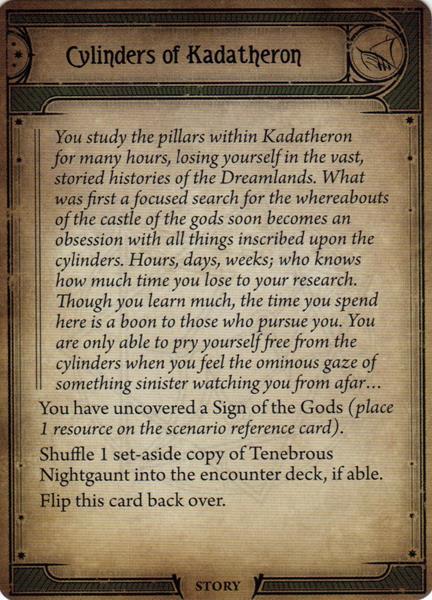 Cylinders of Kadatheron
You study the pillars within Kadatheron
for many hours, losing yourself in the vast,
storied histories of the Dreamlands. What
was first a focused search for the whereabouts
of the castle of the gods soon becomes an
obsession with all things inscribed upon the
cylinders. Hours, days, weeks; who knows
how much time you lose to your research.
Though you learn much, the time you spend
here is a boon to those who pursue you. You
are only able to pry yourself free from the
cylinders when you feel the ominous gaze of
something sinister watching you from afar…
You have uncovered a Sign of the Gods (place
1 resource on the scenario reference card).
Shuffle 1 set-aside copy of Tenebrous
Nightgaunt into the encounter deck, if able.
Flip this card back over.
STORY